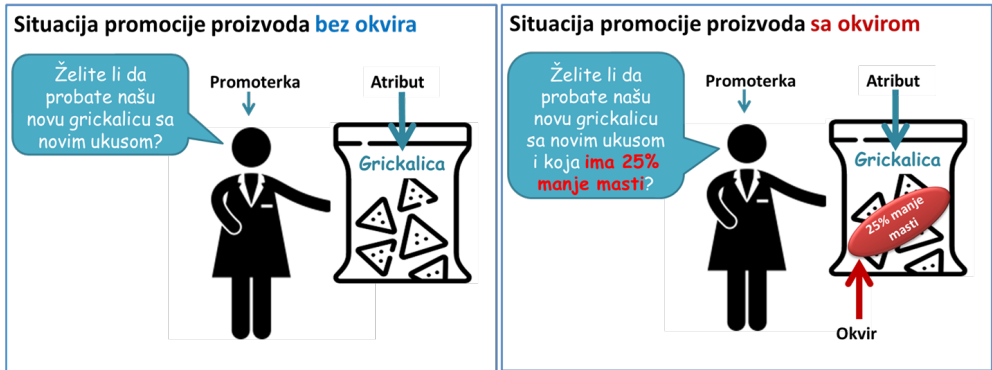 Situacija promocije proizvoda bez okvira
Želite li da
probate našu
novu grickalicu sa
novim ukusom?
Promoterka
Atribut
Grickalica
Situacija promocije proizvoda sa okvirom
Želite li da
probate našu
novu grickalicu
sa novim ukusom
i koja ima 25%
manje masti?
Promoterka
Atribut
Grickalica
25% manje
masti
Okvir